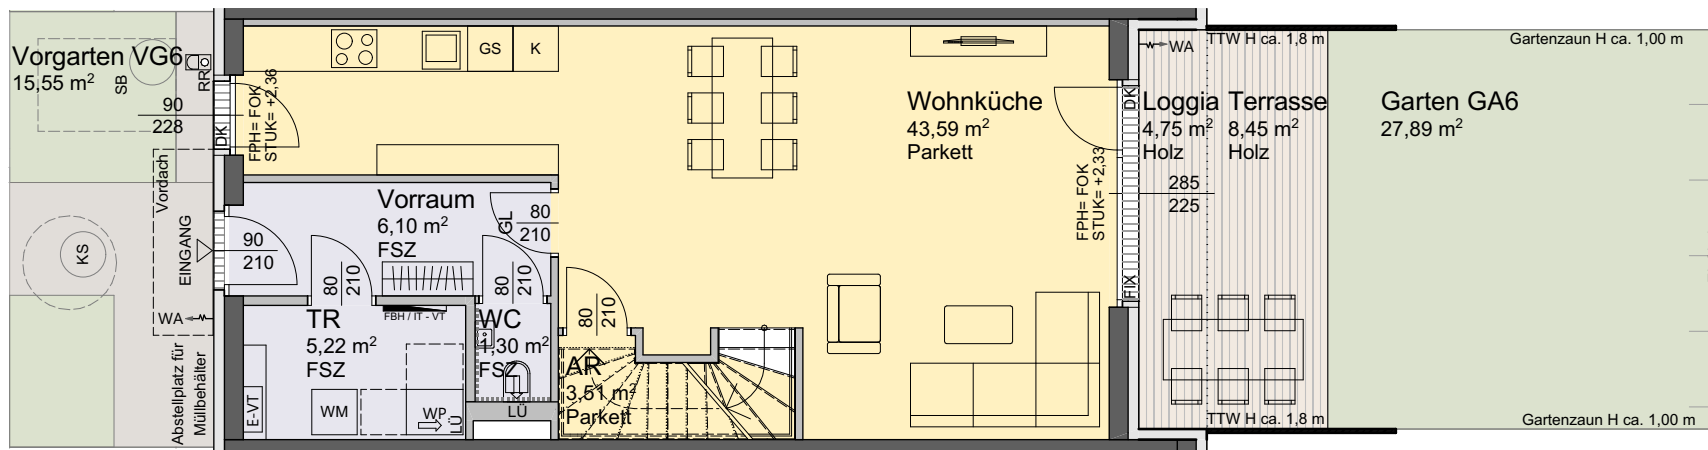 Vorgarten VG6
15,55 m²
SB
RR
90
228
DK
FPH= FOK
STUK= +2,36
Vordach
EINGANG
KS
WA
Abstellplatz für
Müllbehälter
90
210
GS
K
Vorraum
6,10 m²
FSZ
GL
80
210
80
210
80
210
80
210
TR
5,22 m²
FSZ
FBH / IT - VT
E-VT
WM
WP
LÜ
WC
1,30 m²
FSZ
LÜ
AR
3,51 m²
Parkett
Wohnküche
43,59 m²
Parkett
FPH= FOK
STUK= +2,33
DK
FIX
285
225
WA
TTW H ca. 1,8 m
Loggia
4,75 m²
Holz
Terrasse
8,45 m²
Holz
TTW H ca. 1,8 m
Gartenzaun H ca. 1,00 m
Garten GA6
27,89 m²
Gartenzaun H ca. 1,00 m